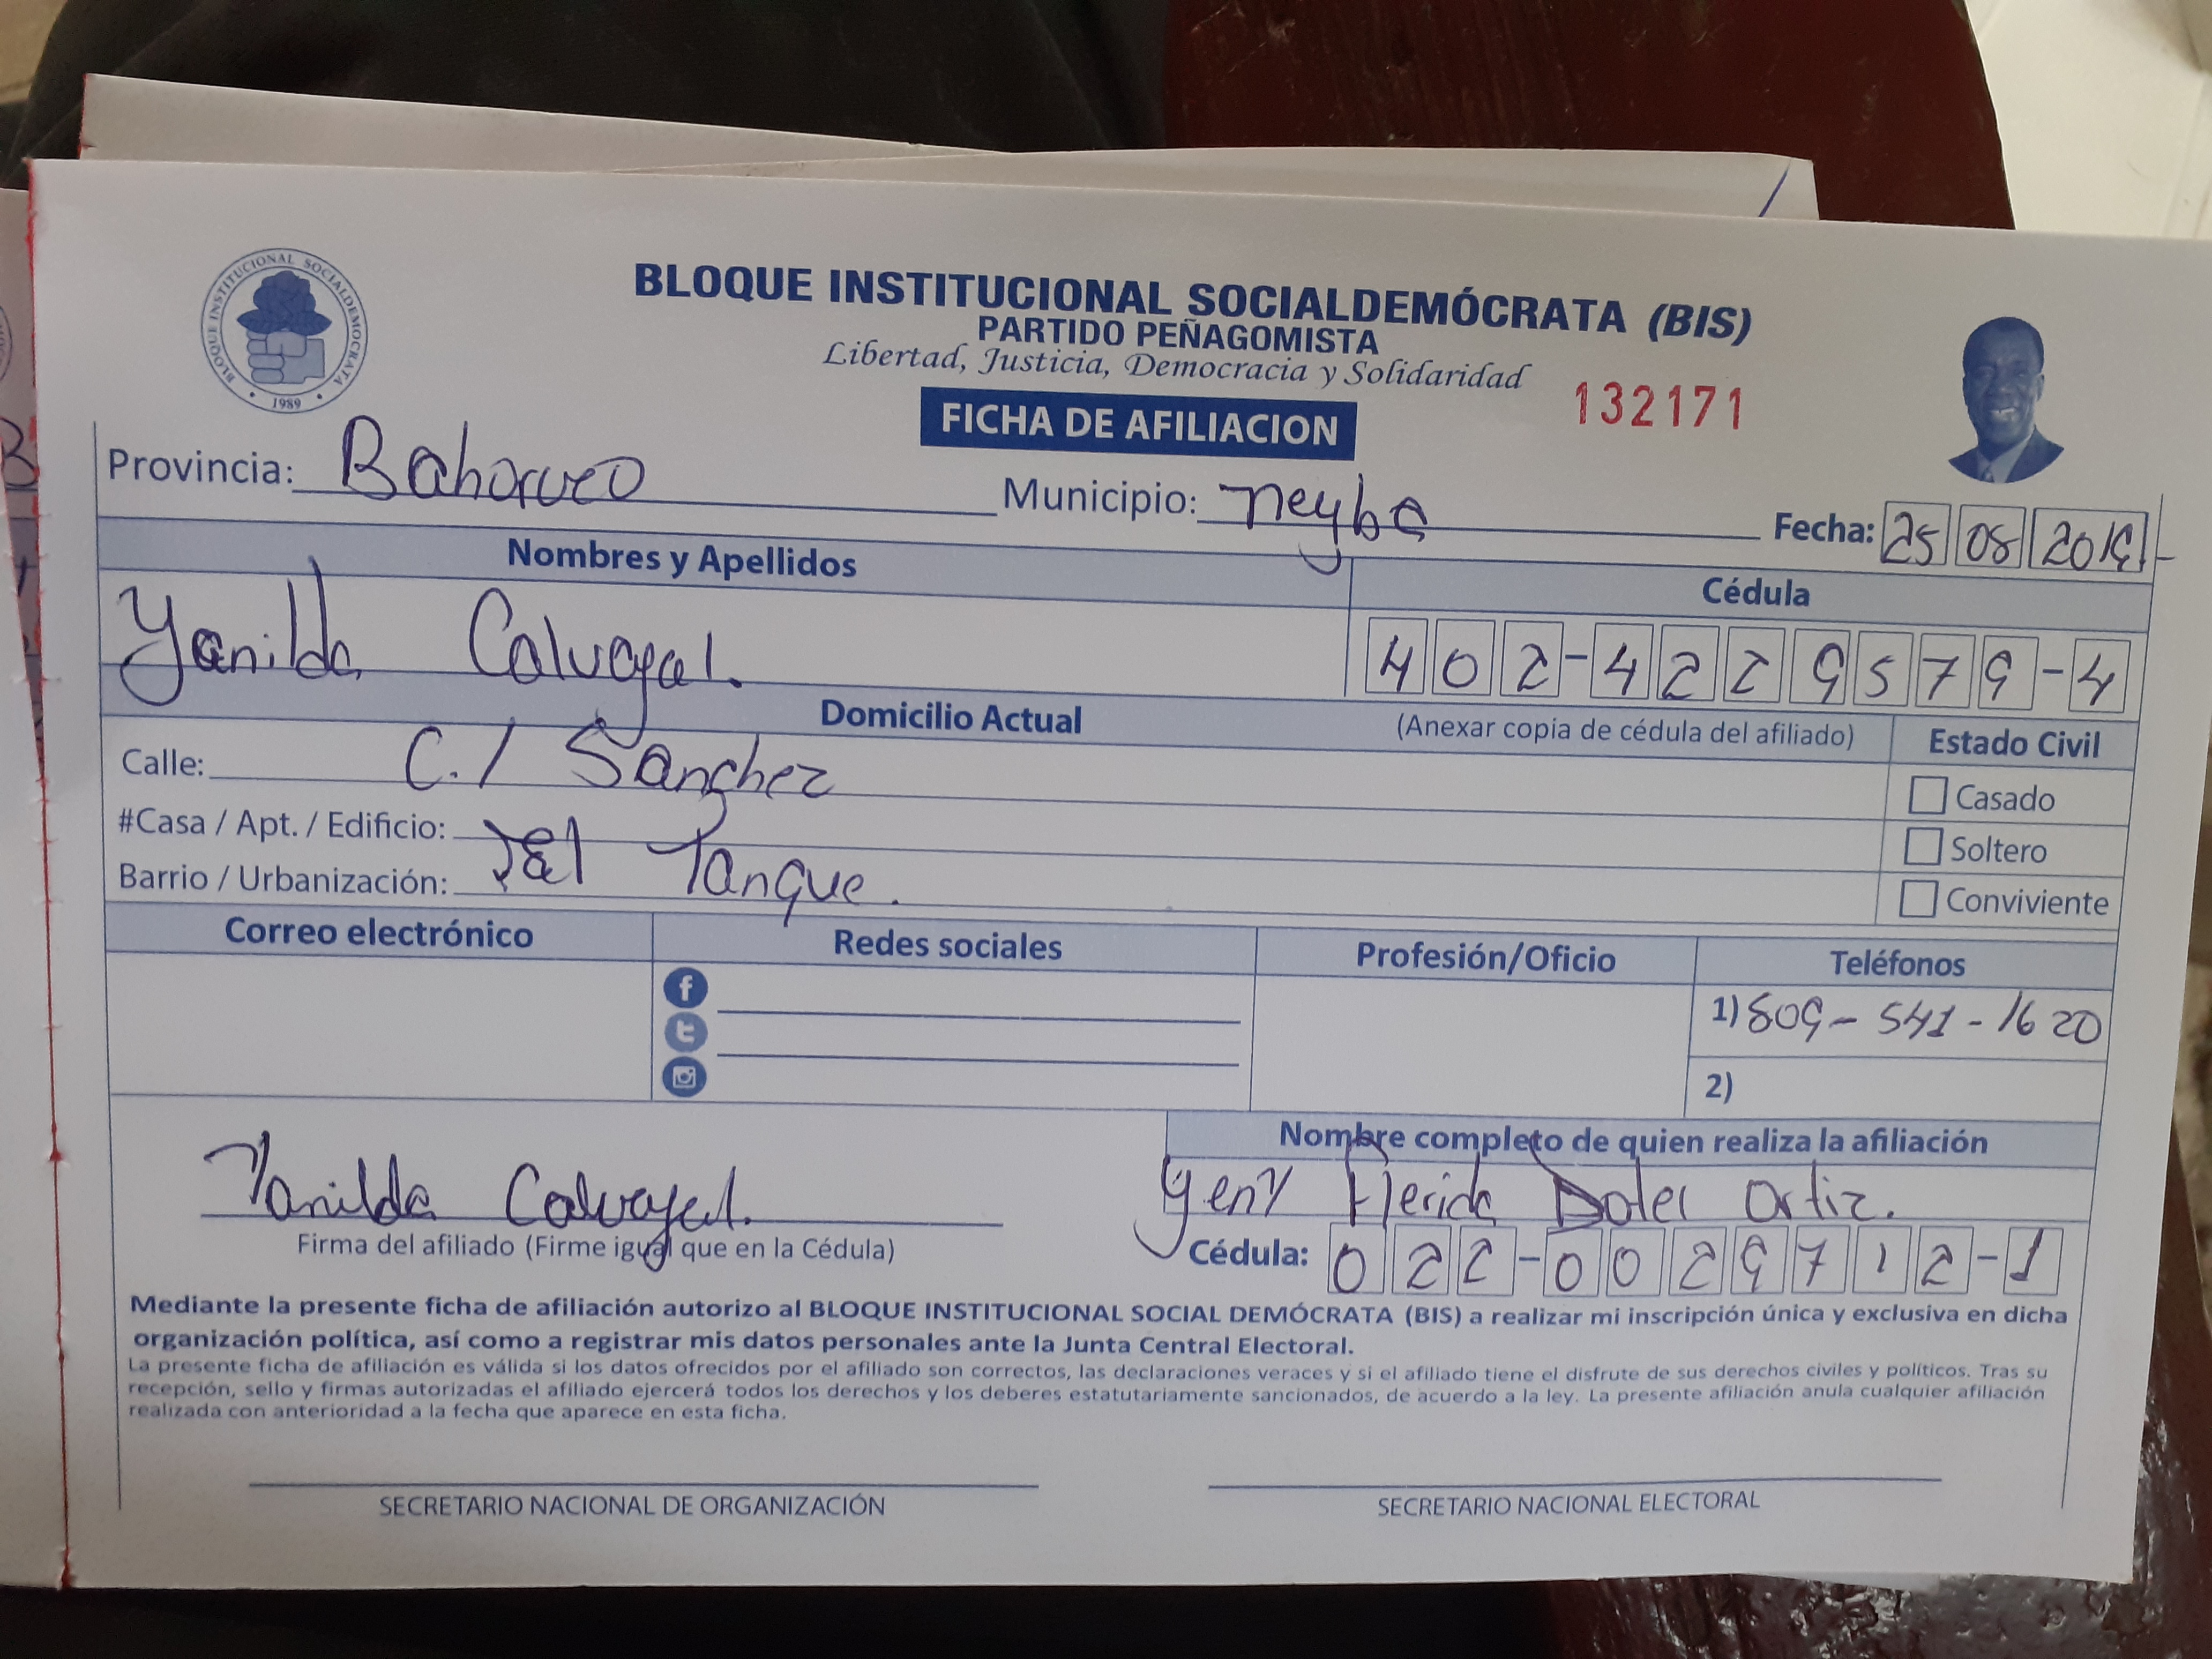 BLOQUE INSTITUCIONAL SOCIALDEMOCRATA
1989
BLOQUE INSTITUCIONAL SOCIALDEMÓCRATA (BIS)
PARTIDO PEÑAGOMISTA
Libertad, Justicia, Democracia y Solidaridad
132171
FICHA DE AFILIACION
Provincia: Bahoruco Municipio: neyba Fecha: 25 08 2019
Nombres y Apellidos Cédula
Yanilda Calvagal. 402-4229579-4
Domicilio Actual (Anexar copia de cédula del afiliado) Estado Civil
Calle: C./ Sanchez
Casado
#Casa / Apt. / Edificio:
Soltero
Barrio / Urbanización: El Tanque.
Conviviente
Correo electrónico Redes sociales Profesión/Oficio Teléfonos
1) 809-541-1620
2)
Nombre completo de quien realiza la afiliación
Yanilda Calvagal. Yeny Ortiz.
Firma del afiliado (Firme igual que en la Cédula) Cédula: 022-0029712-1
Mediante la presente ficha de afiliación autorizo al BLOQUE INSTITUCIONAL SOCIAL DEMÓCRATA (BIS) a realizar mi inscripción única y exclusiva en dicha
organización política, así como a registrar mis datos personales ante la Junta Central Electoral.
La presente ficha de afiliación es válida si los datos ofrecidos por el afiliado son correctos, las declaraciones veraces y si el afiliado tiene el disfrute de sus derechos civiles y políticos. Tras su
recepción, sello y firmas autorizadas el afiliado ejercerá todos los derechos y los deberes estatutariamente sancionados, de acuerdo a la ley. La presente afiliación anula cualquier afiliación
realizada con anterioridad a la fecha que aparece en esta ficha.
SECRETARIO NACIONAL DE ORGANIZACIÓN SECRETARIO NACIONAL ELECTORAL